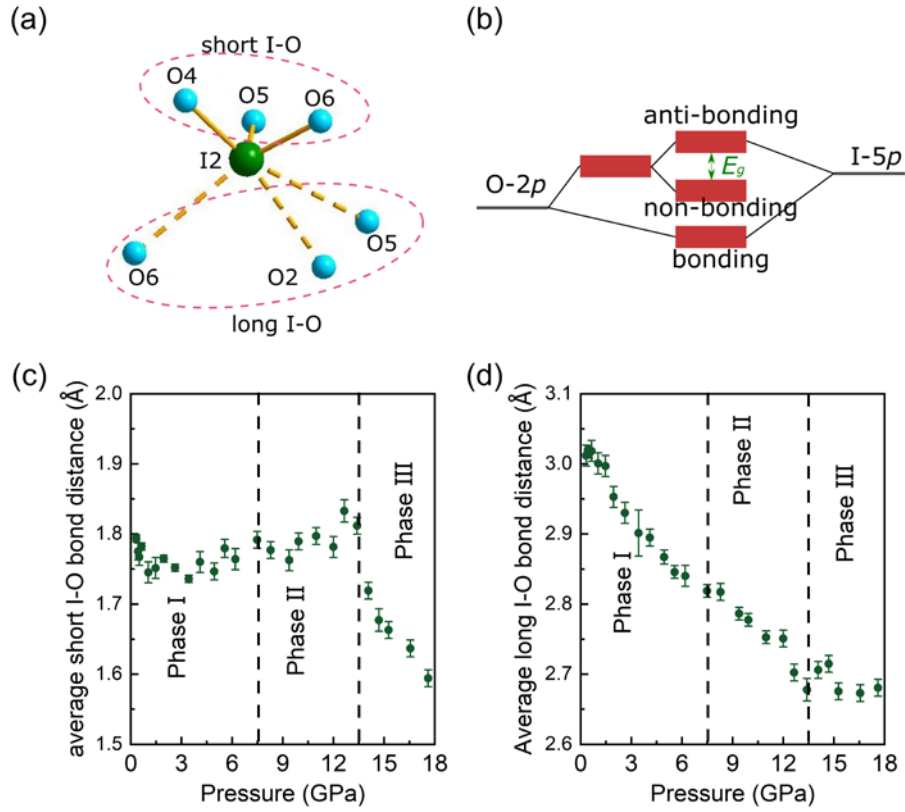 (a)
short I-O
O4
O5
O6
I2
O5
O6
O2
long I-O
(b)
anti-bonding
O-2p
Eg
I-5p
non-bonding
bonding
(c)
2.0
1.9
1.8
1.7
1.6
1.5
average short I-O bond distance (Å)
Phase I
Phase II
Phase III
0 3 6 9 12 15 18
Pressure (GPa)
(d)
3.1
3.0
2.9
2.8
2.7
2.6
Average long I-O bond distance (Å)
Phase I
Phase II
Phase III
0 3 6 9 12 15 18
Pressure (GPa)